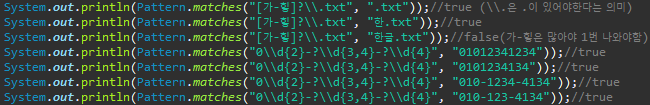 System.out.println(Pattern.matches("[가-힣]?\\.txt", ".txt"));//true (\\.은 .이 있어야한다는 의미)
System.out.println(Pattern.matches("[가-힣]?\\.txt", "한.txt"));//true
System.out.println(Pattern.matches("[가-힣]?\\.txt", "한글.txt"));//false(가-힣은 많아야 1번 나와야함)
System.out.println(Pattern.matches("0\\d{2}-?\\d{3,4}-?\\d{4}", "01012341234"));//true
System.out.println(Pattern.matches("0\\d{2}-?\\d{3,4}-?\\d{4}", "01012344134"));//true
System.out.println(Pattern.matches("0\\d{2}-?\\d{3,4}-?\\d{4}", "010-1234-4134"));//true
System.out.println(Pattern.matches("0\\d{2}-?\\d{3,4}-?\\d{4}", "010-123-4134"));//true